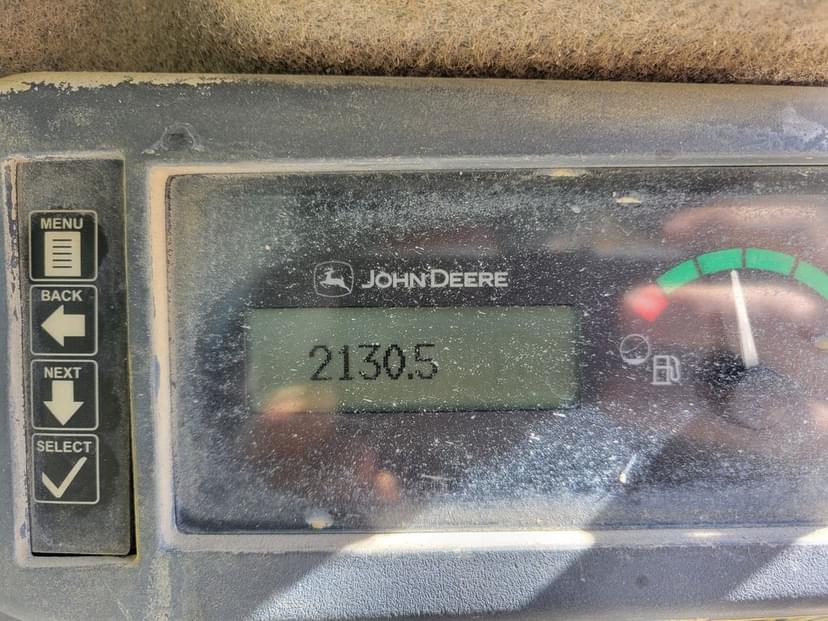 MENU
BACK
NEXT
SELECT
JOHN DEERE
2130.5